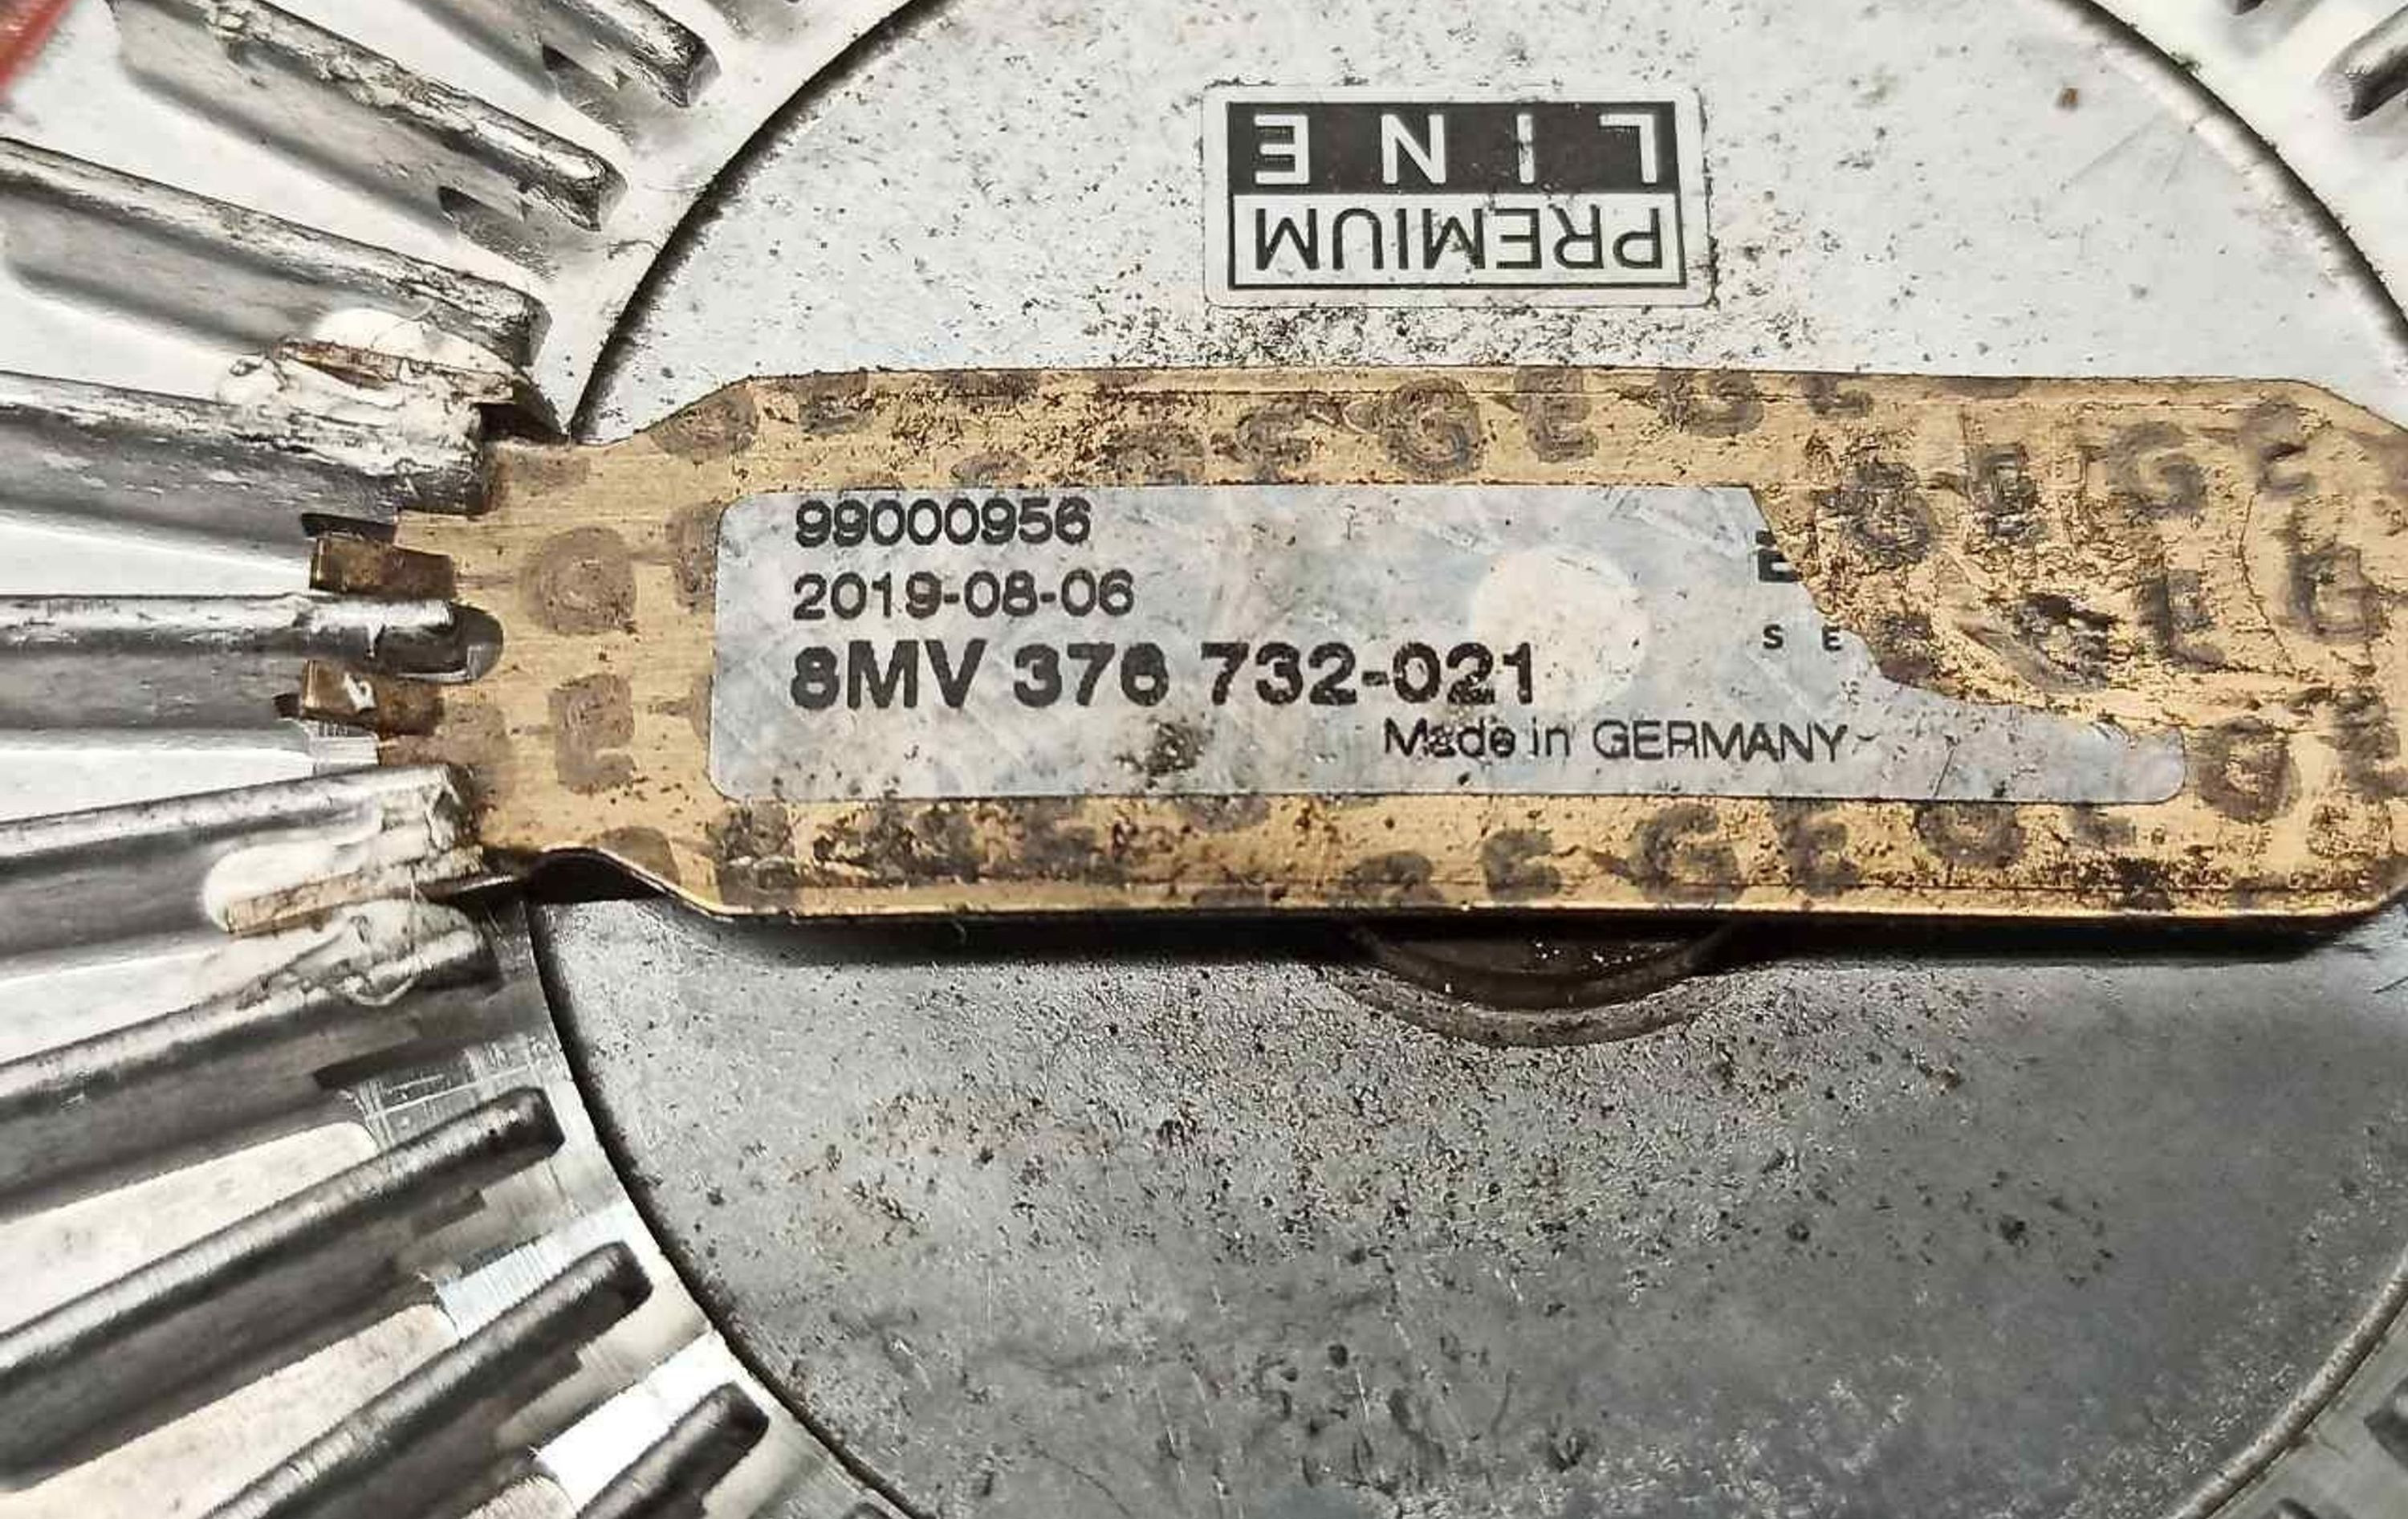 PREMIUM
LINE
99000956
2019-08-06
8MV 376 732-021
S E
Made in GERMANY